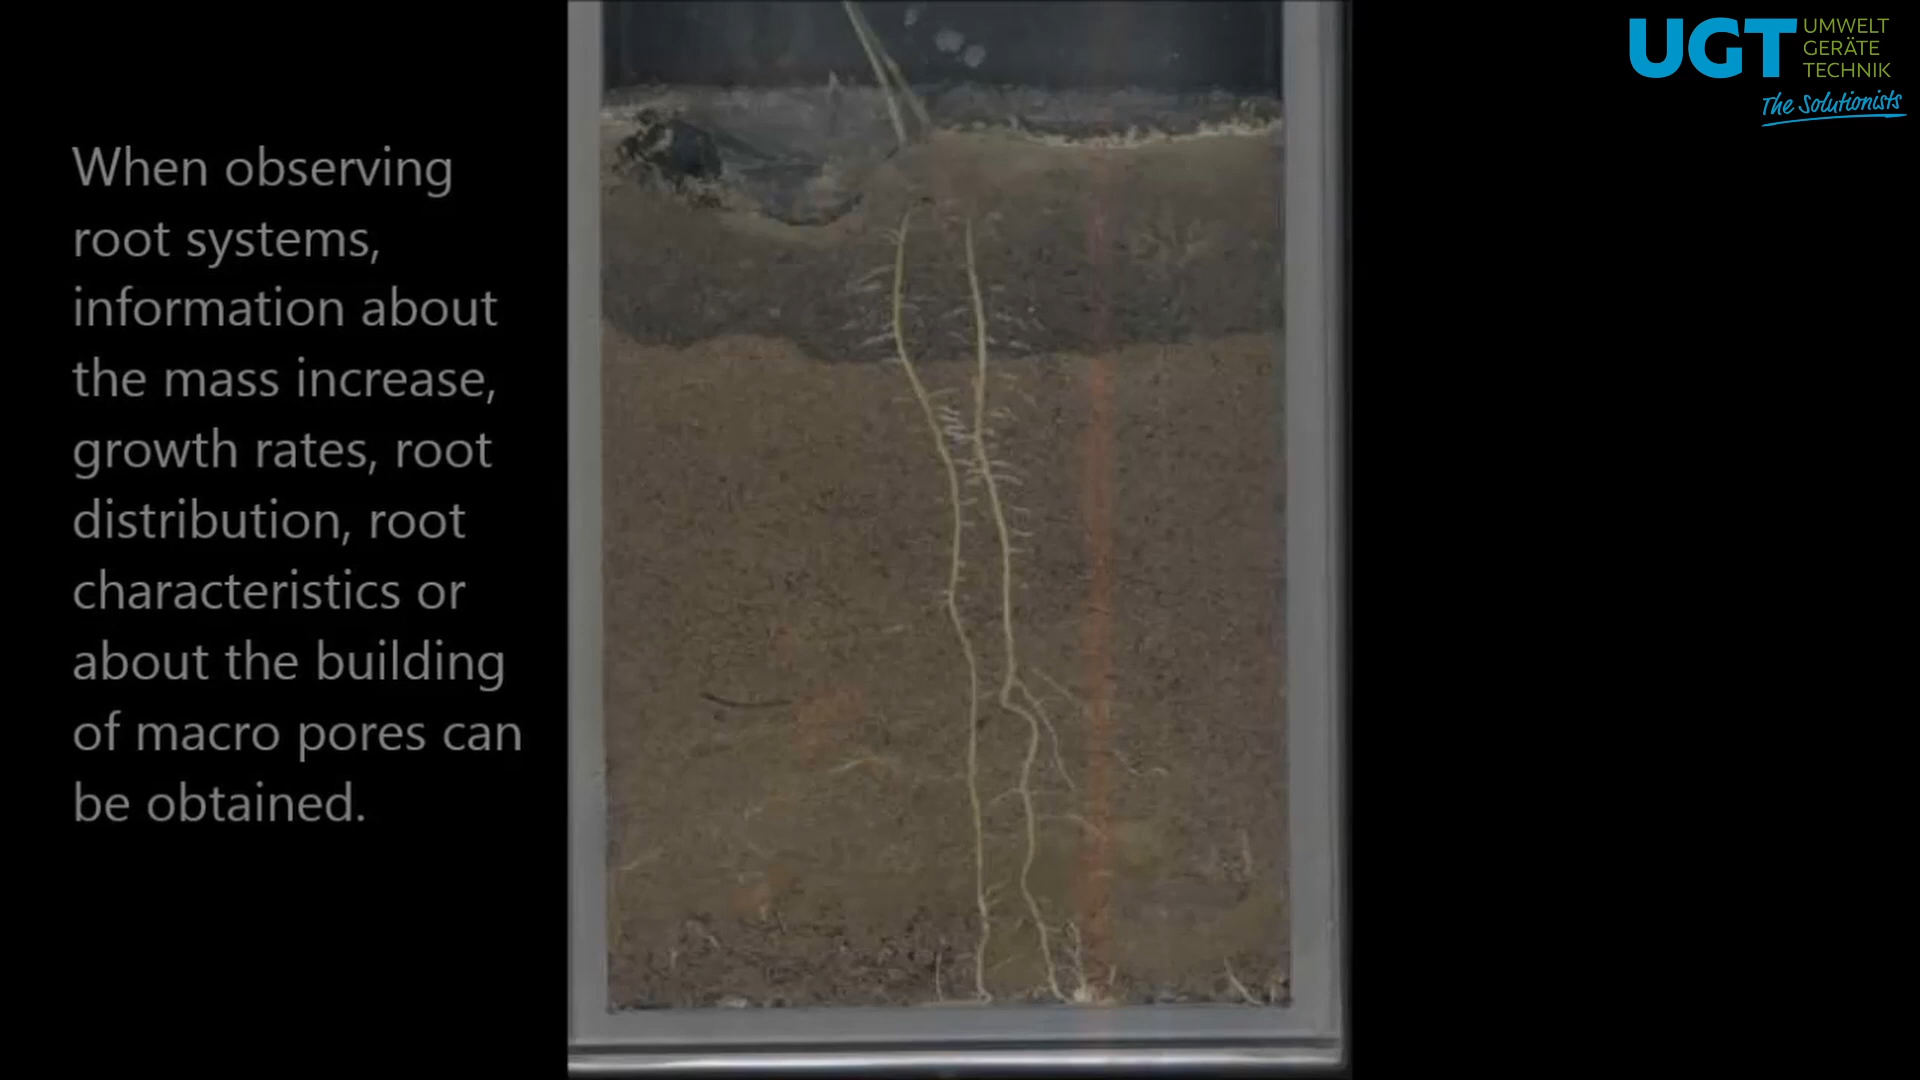 When observing
root systems,
information about
the mass increase,
growth rates, root
distribution, root
characteristics or
about the building
of macro pores can
be obtained.
UGT
UMWELT
GERÄTE
TECHNIK
The Solutionists